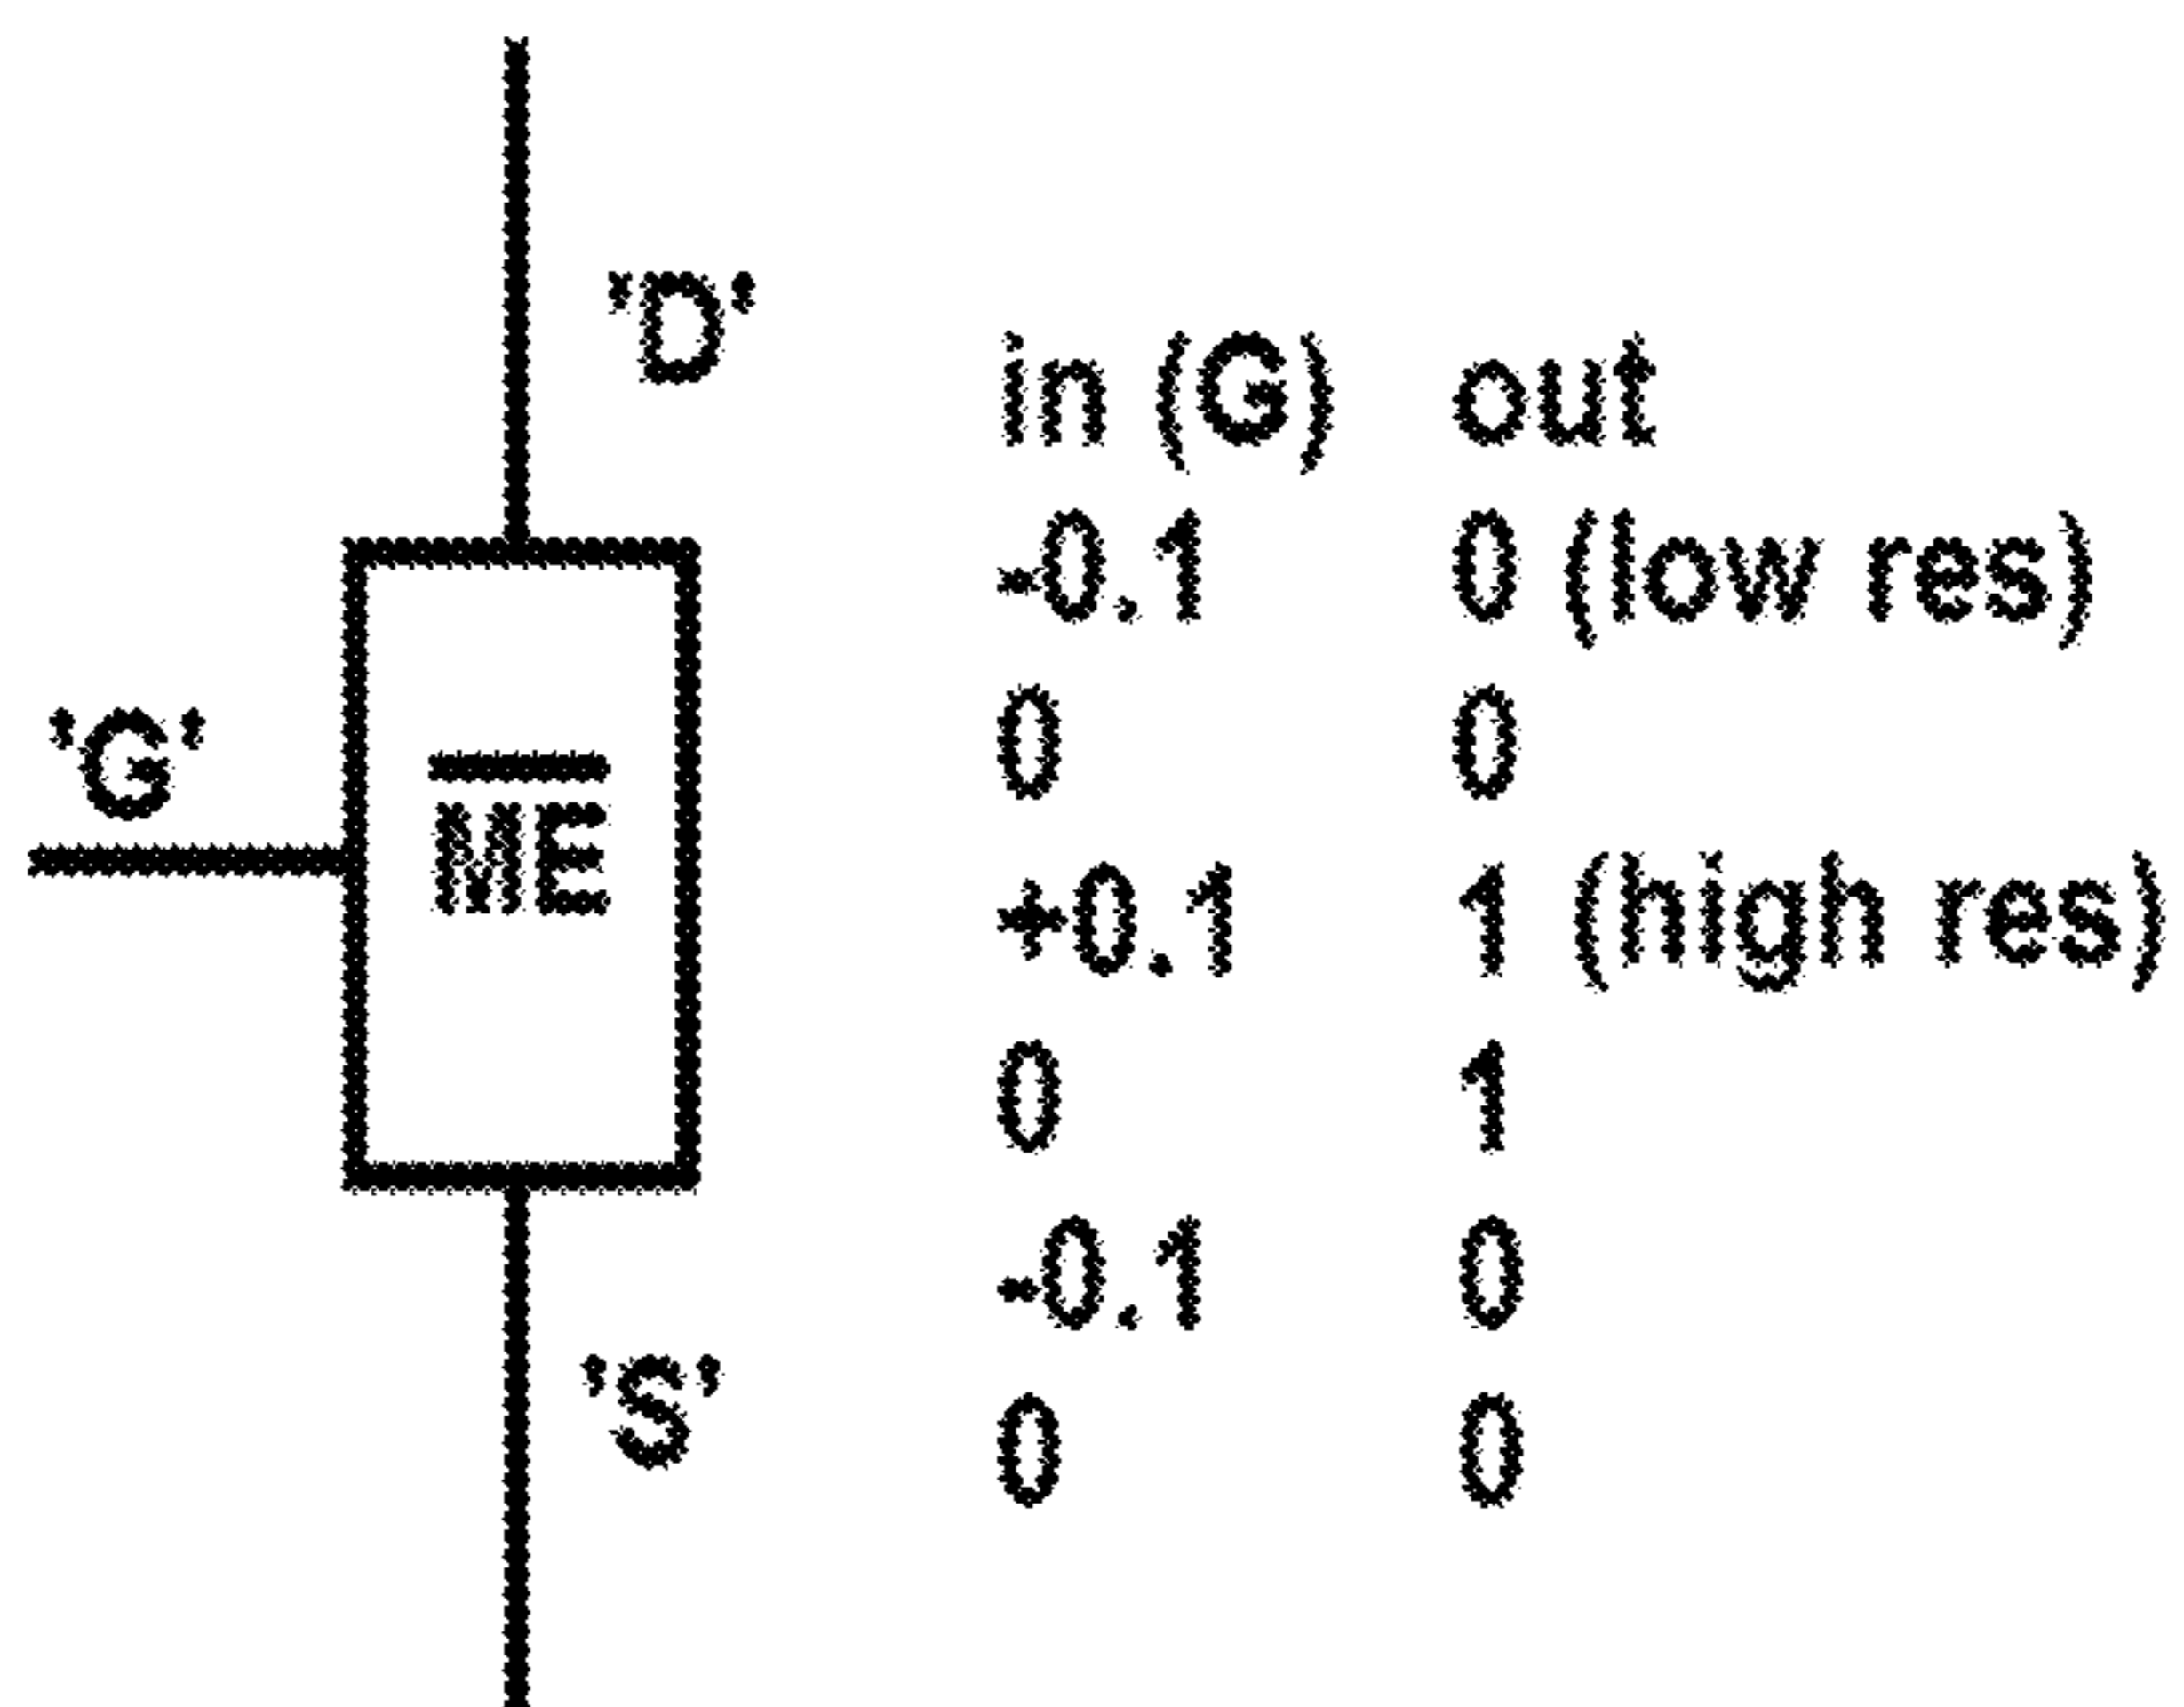 'D'
'G'
M̅E̅
'S'
in (G) out
-0.1 0 (low res)
0 0
+0.1 1 (high res)
0 1
-0.1 0
0 0